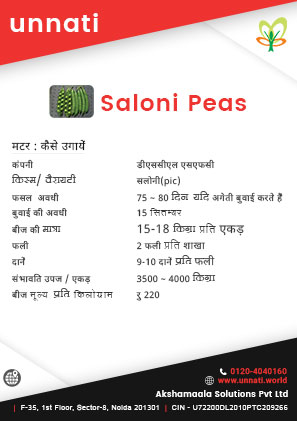 unnati
Saloni Peas
मटर : कैसे उगायें
कंपनी डीएससीएल एसएफसी
किस्म/ वैरायटी सलोनी(pic)
फसल अवधी 75 ~ 80 दिन यदि अगेती बुवाई करते हैं
बुवाई की अवधी 15 सितम्बर
बीज की मात्रा 15-18 किग्रा प्रति एकड़
फली 2 फली प्रति शाखा
दानें 9-10 दाने प्रति फली
संभावति उपज / एकड़ 3500 ~ 4000 किग्रा
बीज मूल्य प्रति किलोग्राम रु 220
0120-4040160
www.unnati.world
Akshamaala Solutions Pvt Ltd
| F-35, 1st Floor, Sector-8, Noida 201301 | CIN - U72200DL2010PTC209266